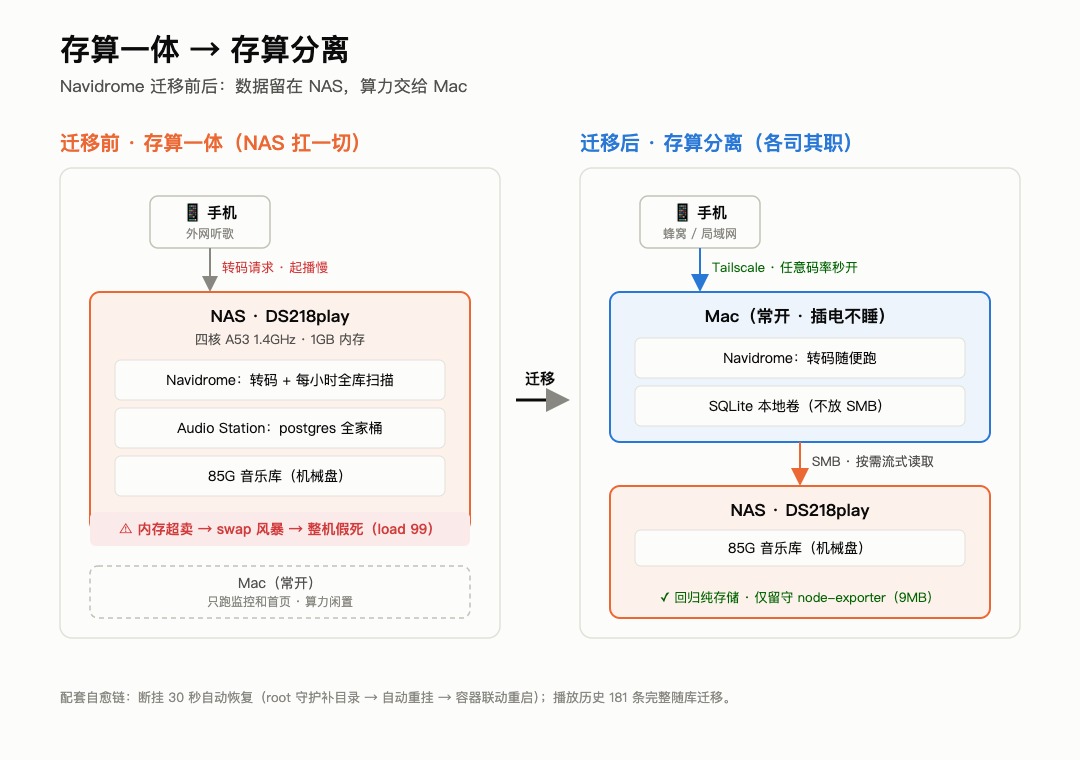 存算一体 → 存算分离
Navidrome 迁移前后：数据留在 NAS，算力交给 Mac
迁移前 · 存算一体（NAS 扛一切）
手机
外网听歌
转码请求 · 起播慢
NAS · DS218play
四核 A53 1.4GHz · 1GB 内存
Navidrome：转码 + 每小时全库扫描
Audio Station：postgres 全家桶
85G 音乐库（机械盘）
⚠ 内存超卖 → swap 风暴 → 整机假死（load 99）
Mac（常开）
只跑监控和首页 · 算力闲置
迁移
迁移后 · 存算分离（各司其职）
手机
蜂窝 / 局域网
Tailscale · 任意码率秒开
Mac（常开 · 插电不睡）
Navidrome：转码随便跑
SQLite 本地卷（不放 SMB）
SMB · 按需流式读取
NAS · DS218play
85G 音乐库（机械盘）
✓ 回归纯存储 · 仅留守 node-exporter（9MB）
配套自愈链：断挂 30 秒自动恢复（root 守护补目录 → 自动重挂 → 容器联动重启）；播放历史 181 条完整随库迁移。